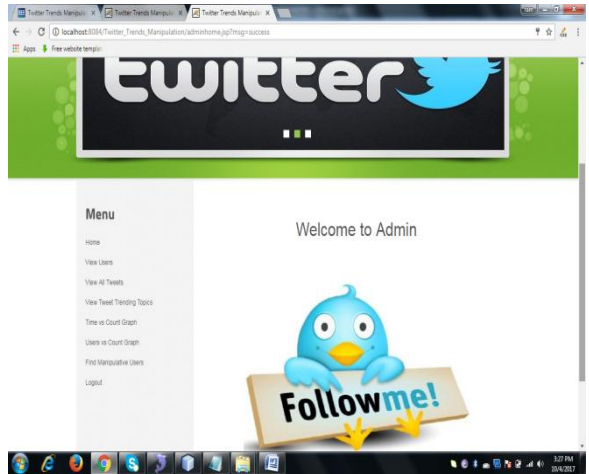 Twitter Trends Manipula
Twitter Trends Manipula
Twitter Trends Manipula
localhost:8084/Twitter_Trends_Manipulation/adminhome.jsp?msg=success
Apps
Free website templat
twitter
Menu
Home
View Users
View All Tweets
View Tweet Trending Topics
Time vs Count Graph
Users vs Count Graph
Find Manipulative Users
Logout
Welcome to Admin
Followme!
3:27 PM
10/4/2017